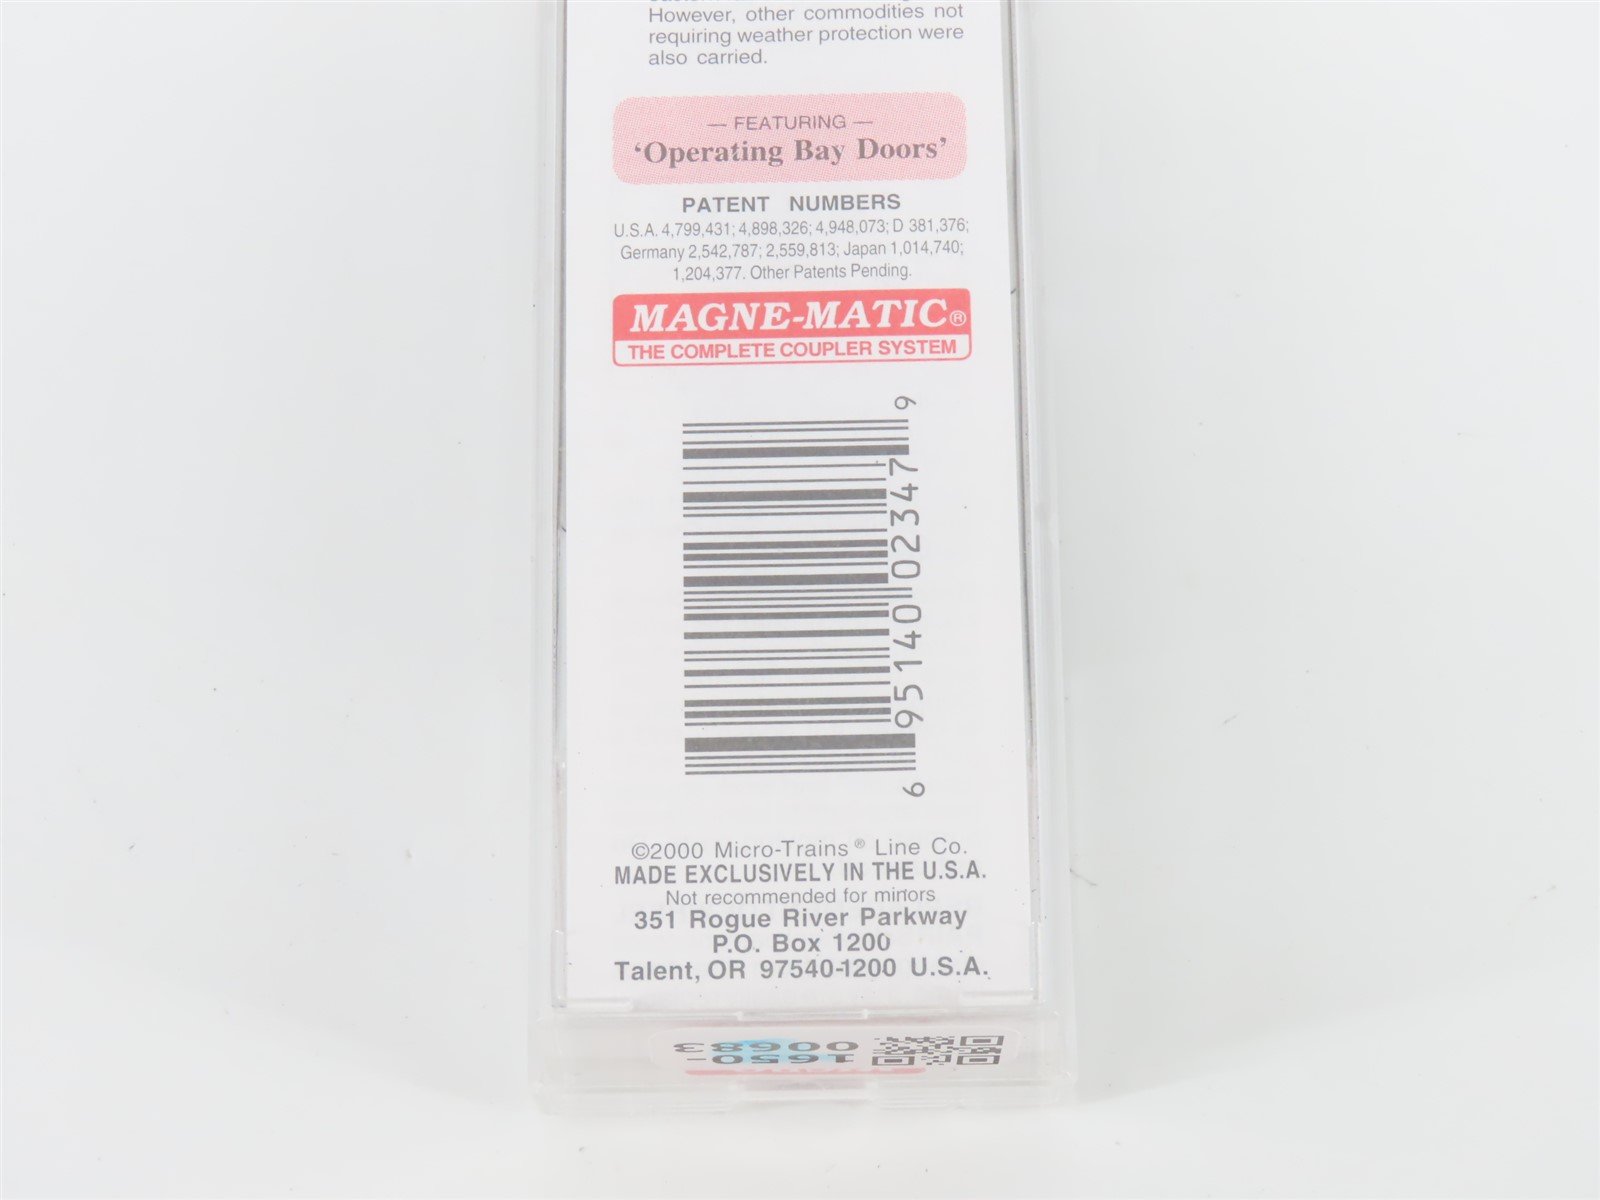 However, other commodities not
requiring weather protection were
also carried.
— FEATURING —
‘Operating Bay Doors’
PATENT NUMBERS
U.S.A. 4,799,431; 4,898,326; 4,948,073; D 381,376;
Germany 2,542,787; 2,559,813; Japan 1,014,740;
1,204,377. Other Patents Pending.
MAGNE-MATIC®
THE COMPLETE COUPLER SYSTEM
6 95140 02347 9
©2000 Micro-Trains® Line Co.
MADE EXCLUSIVELY IN THE U.S.A.
Not recommended for minors
351 Rogue River Parkway
P.O. Box 1200
Talent, OR 97540-1200 U.S.A.
1650-
00683